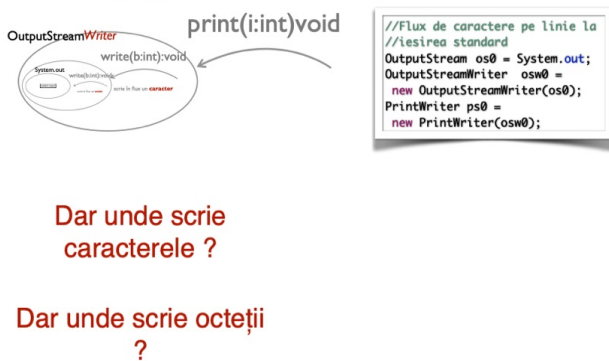 print(i:int)void
OutputStreamWriter
write(b:int):void
System.out
write(b:int):void
scrie în flux un caracter
//Flux de caractere pe linie la
//iesirea standard
OutputStream os0 = System.out;
OutputStreamWriter osw0 =
new OutputStreamWriter(os0);
PrintWriter ps0 =
new PrintWriter(osw0);
Dar unde scrie
caracterele ?
Dar unde scrie octeții
?